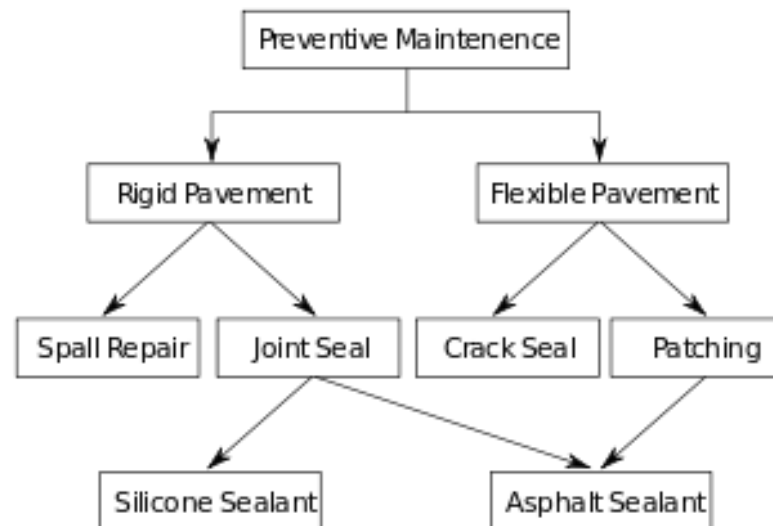 Preventive Maintenence
Rigid Pavement
Flexible Pavement
Spall Repair
Joint Seal
Crack Seal
Patching
Silicone Sealant
Asphalt Sealant